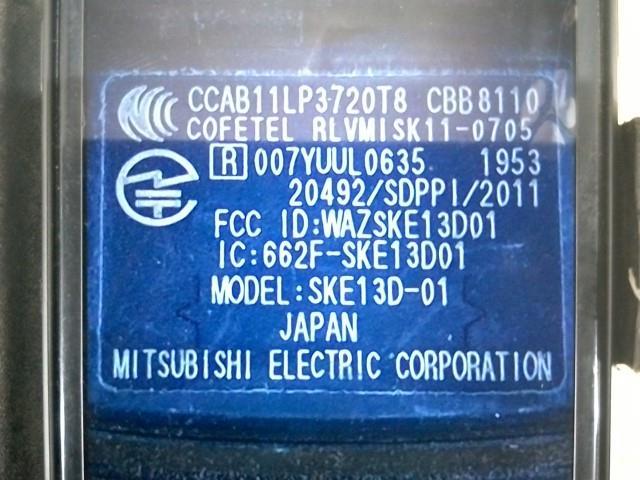 CCAB11LP3720T8 CBB8110
COFETEL RLVMISK11-0705
R 007YUUL0635 1953
20492/SDPPI/2011
FCC ID:WAZSKE13D01
IC:662F-SKE13D01
MODEL:SKE13D-01
JAPAN
MITSUBISHI ELECTRIC CORPORATION